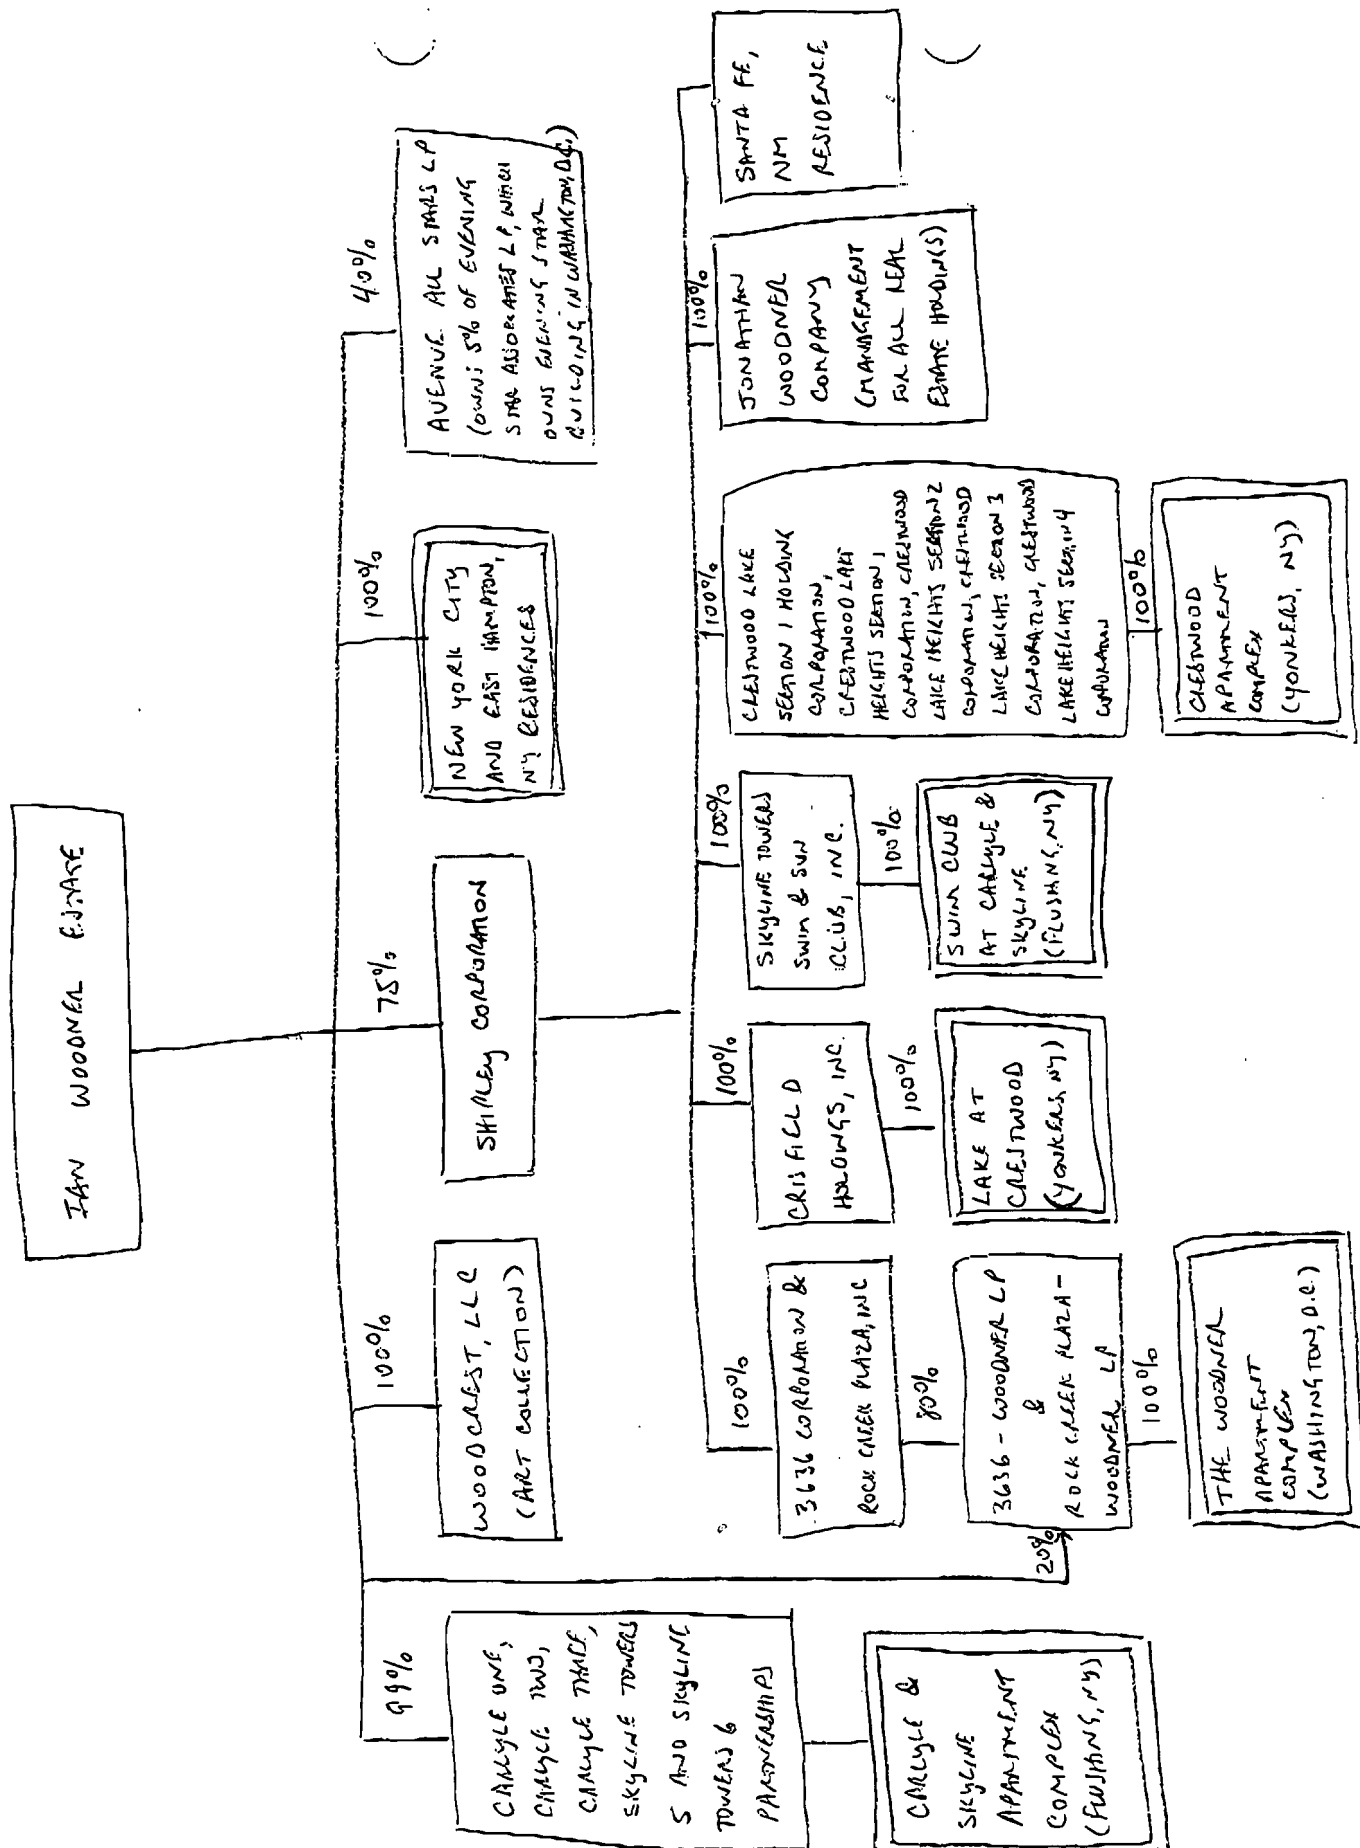 IAN WOODNER ESTATE
99%
CARLYLE ONE,
CARLYLE TWO,
CARLYLE THREE,
SKYLINE TOWERS
5 AND SKYLINE
TOWERS 6
PARTNERSHIPS
CARLYLE &
SKYLINE
APARTMENT
COMPLEX
(FLUSHING, NY)
100%
WOODCREST, LLC
(ART COLLECTION)
75%
SHIRLEY CORPORATION
100%
NEW YORK CITY
AND EAST HAMPTON,
NY RESIDENCES
40%
AVENUE ALL STARS LP
(OWNS 5% OF EVENING
STAR ASSOCIATES LP, WHICH
OWNS EVENING STAR
BUILDING IN WASHINGTON, D.C.)
20%
100%
3636 CORPORATION &
ROCK CREEK PLAZA, INC
80%
3636 - WOODNER LP
&
ROCK CREEK PLAZA -
WOODNER LP
100%
THE WOODNER
APARTMENT
COMPLEX
(WASHINGTON, D.C.)
100%
CRISFIELD
HOLDINGS, INC.
100%
LAKE AT
CRESTWOOD
(YONKERS, NY)
100%
SKYLINE TOWERS
SWIM & SUN
CLUB, INC.
100%
SWIM CLUB
AT CARLYLE &
SKYLINE
(FLUSHING, NY)
100%
CRESTWOOD LAKE
SECTION 1 HOLDING
CORPORATION,
CRESTWOOD LAKE
HEIGHTS SECTION 1
CORPORATION, CRESTWOOD
LAKE HEIGHTS SECTION 2
CORPORATION, CRESTWOOD
LAKE HEIGHTS SECTION 3
CORPORATION, CRESTWOOD
LAKE HEIGHTS SECTION 4
CORPORATION
100%
CRESTWOOD
APARTMENT
COMPLEX
(YONKERS, NY)
100%
JONATHAN
WOODNER
COMPANY
(MANAGEMENT
FOR ALL REAL
ESTATE HOLDINGS)
SANTA FE,
NM
RESIDENCE